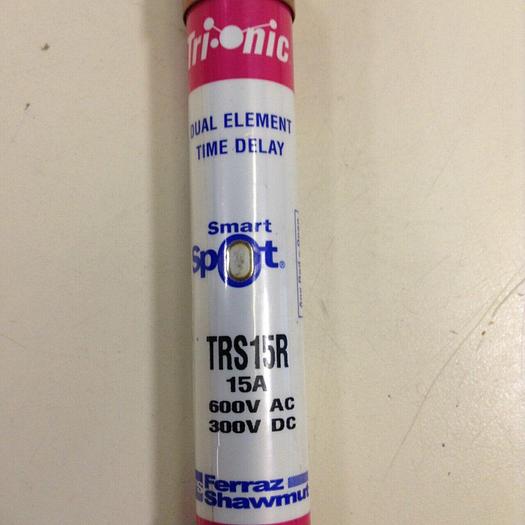 Tri-onic
DUAL ELEMENT
TIME DELAY
Smart
Spot®
TRS15R
15A
600V AC
300V DC
Ferraz
Shawmut